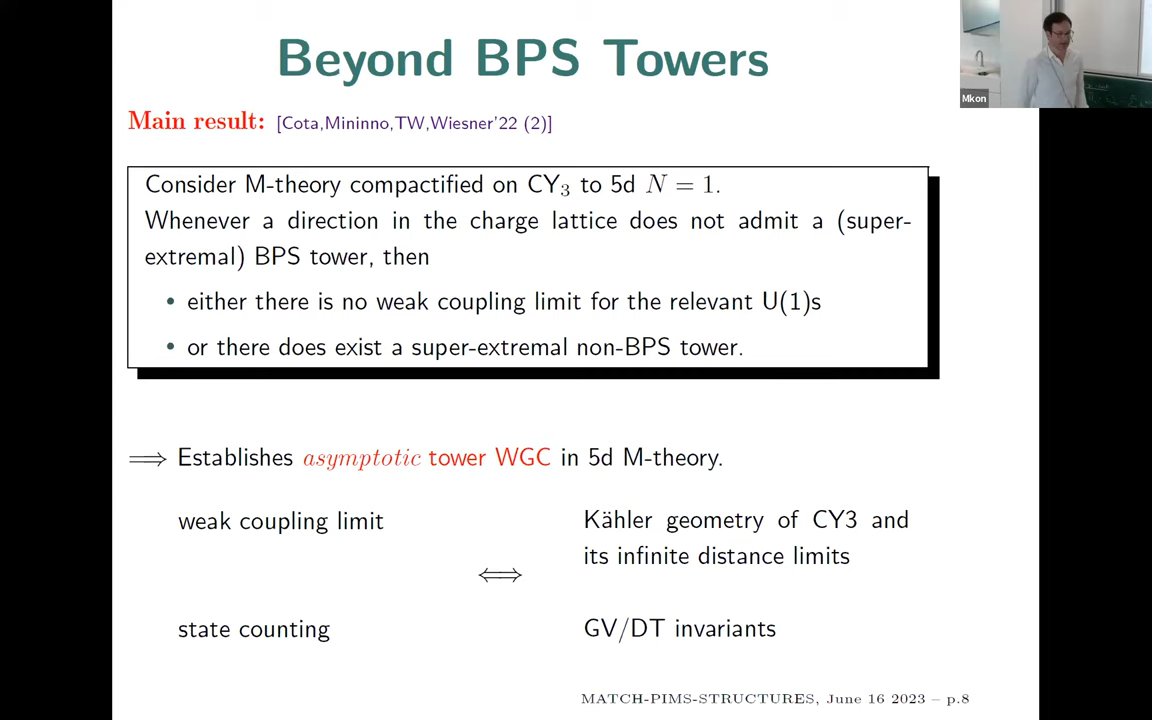 Beyond BPS Towers
Mkon
Main result: [Cota,Mininno,TW,Wiesner'22 (2)]
Consider M-theory compactified on CY₃ to 5d N = 1.
Whenever a direction in the charge lattice does not admit a (super-
extremal) BPS tower, then
• either there is no weak coupling limit for the relevant U(1)s
• or there does exist a super-extremal non-BPS tower.
⟹ Establishes asymptotic tower WGC in 5d M-theory.
weak coupling limit
Kähler geometry of CY3 and
its infinite distance limits
⟺
state counting
GV/DT invariants
MATCH-PIMS-STRUCTURES, June 16 2023 – p.8